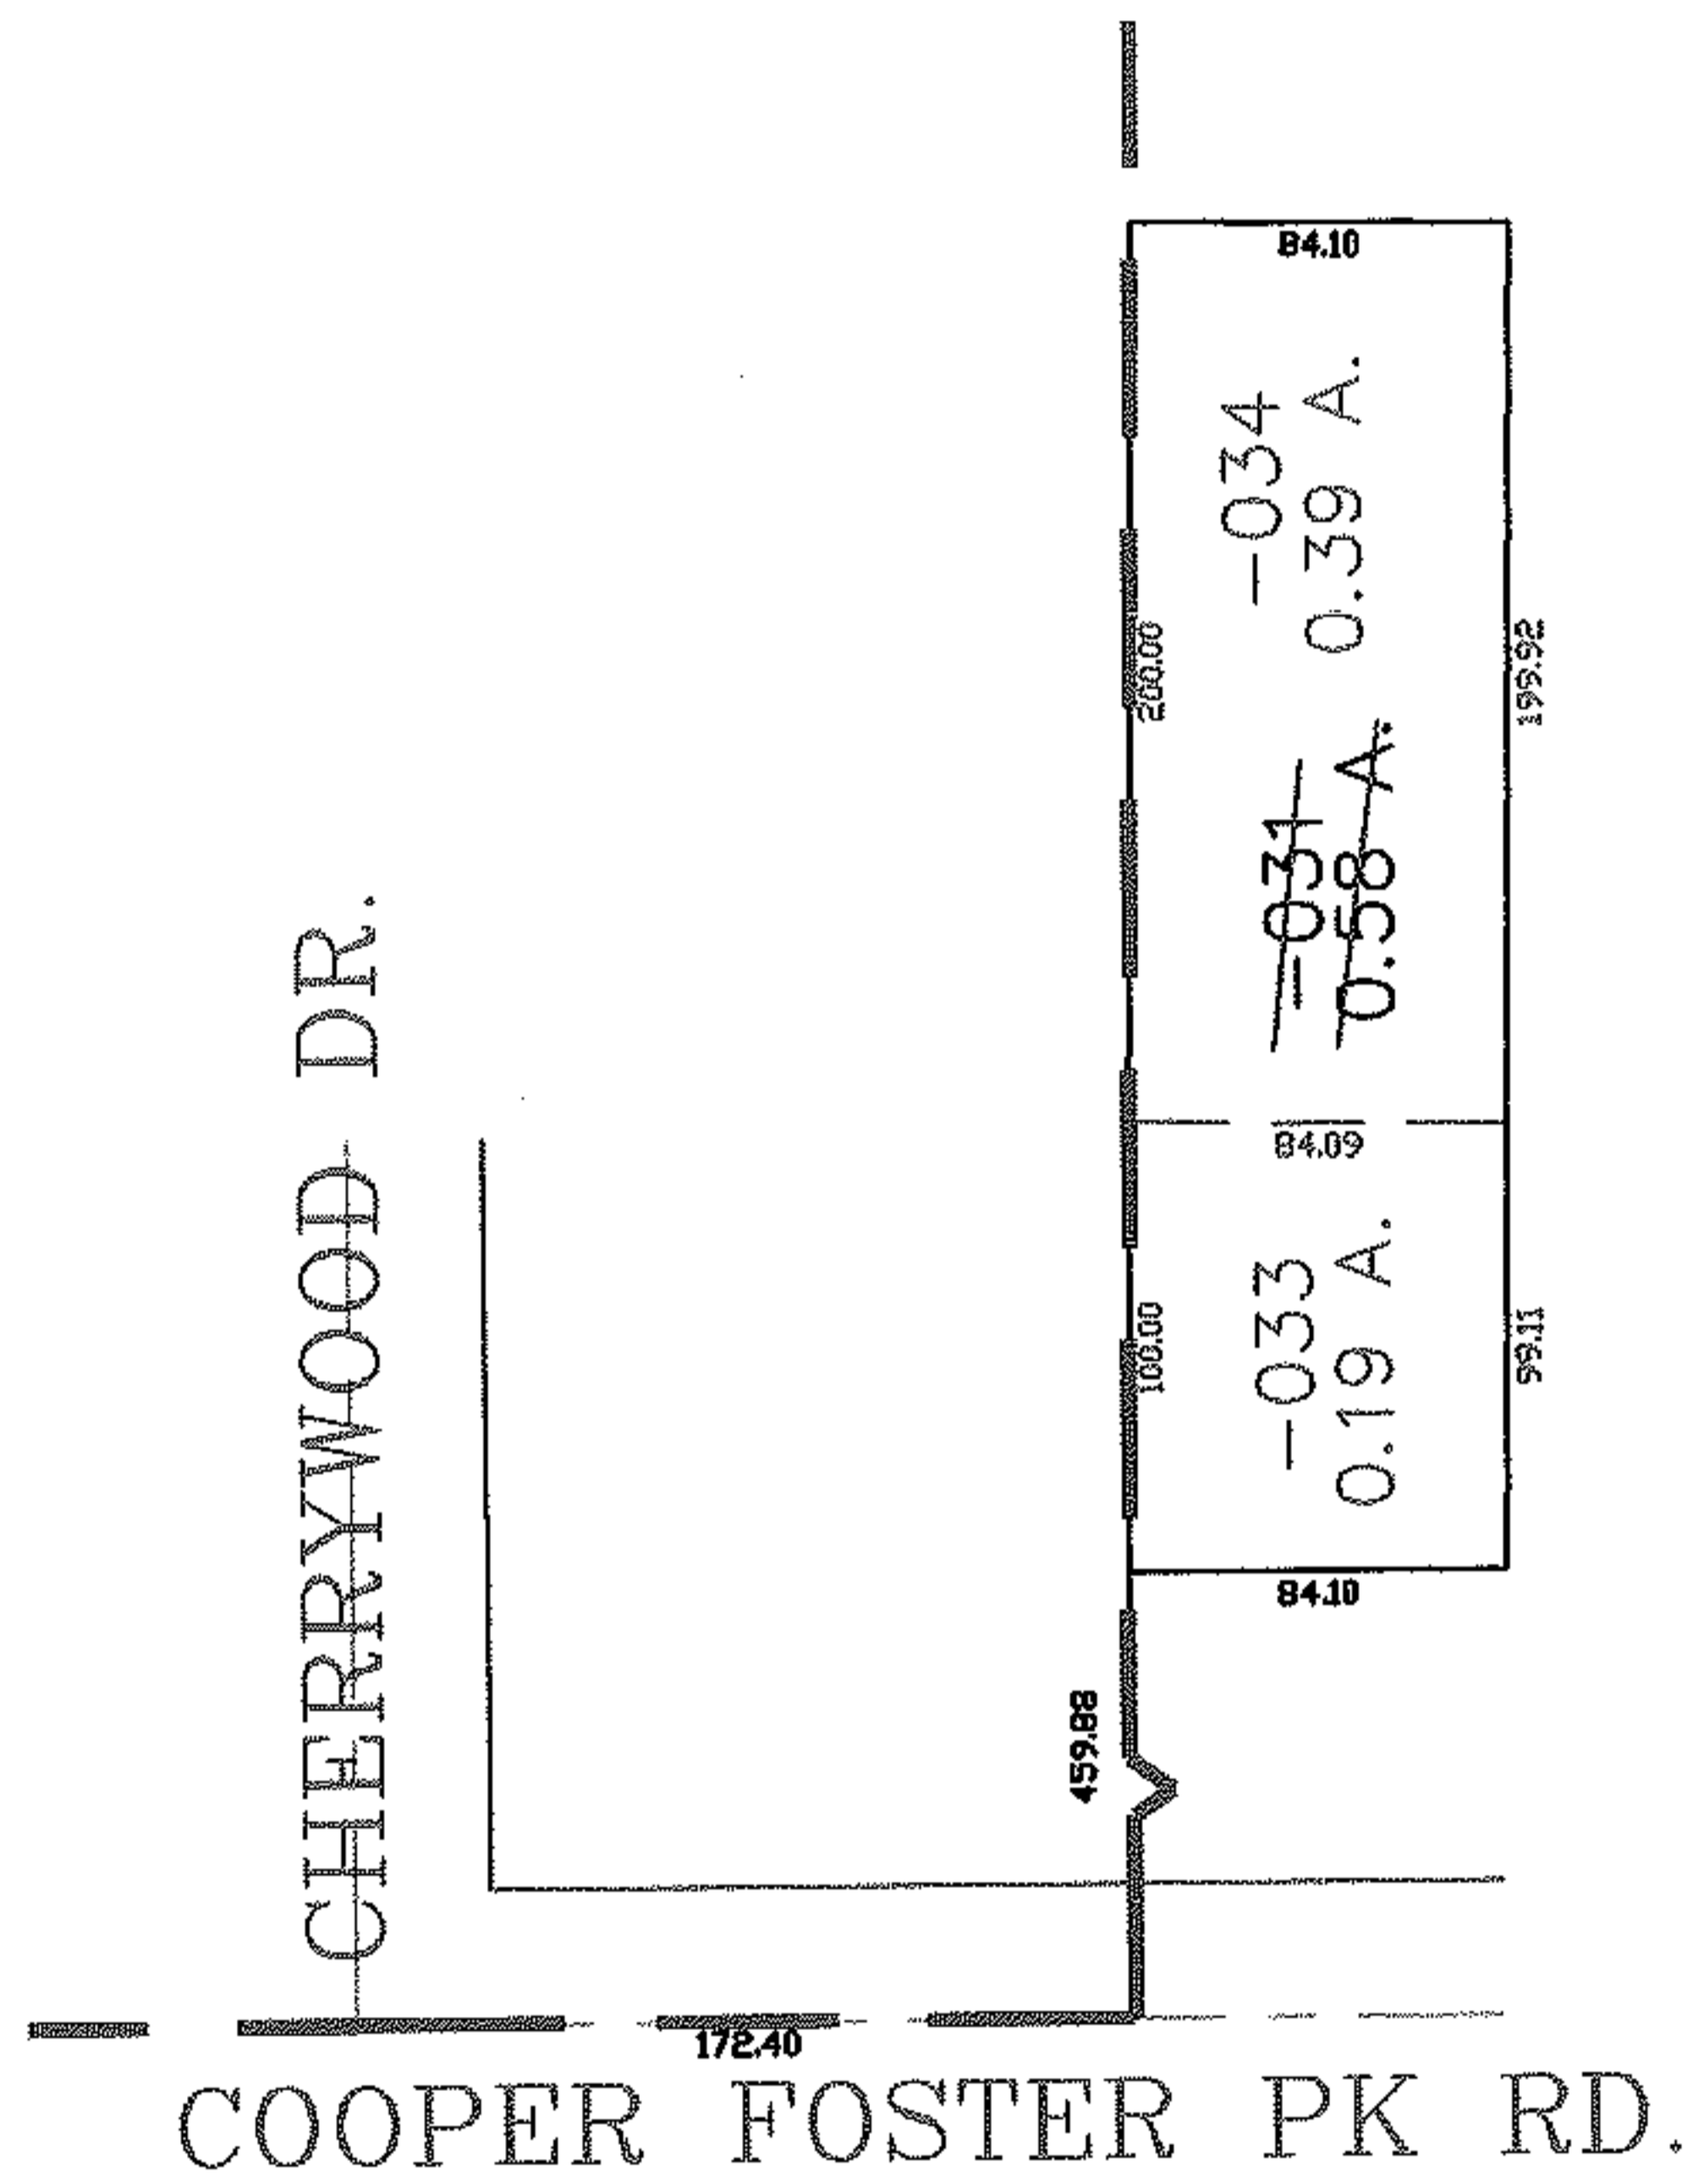 84.10
-034
0.39 A.
200.00
199.92
-031
0.58 A.
84.09
-033
0.19 A.
100.00
99.11
84.10
459.88
CHERRYWOOD DR.
172.40
COOPER FOSTER PK RD.